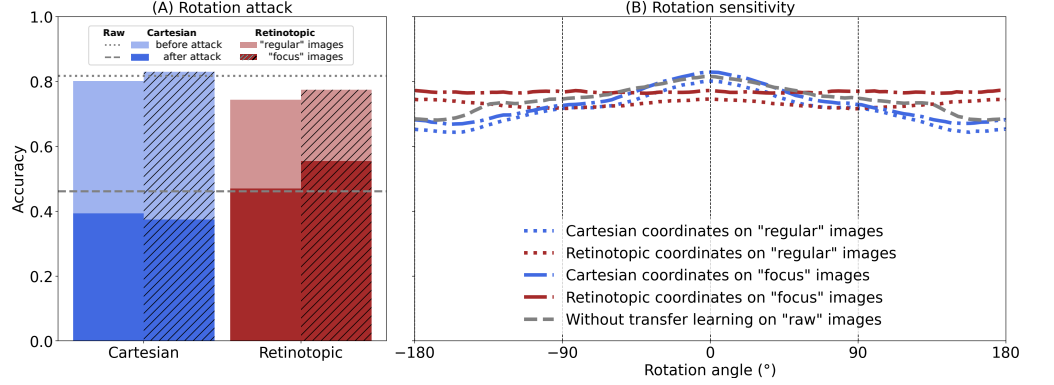 (A) Rotation attack
Raw Cartesian Retinotopic
before attack "regular" images
after attack "focus" images
Accuracy
1.0
0.8
0.6
0.4
0.2
0.0
Cartesian Retinotopic
(B) Rotation sensitivity
Cartesian coordinates on "regular" images
Retinotopic coordinates on "regular" images
Cartesian coordinates on "focus" images
Retinotopic coordinates on "focus" images
Without transfer learning on "raw" images
−180 −90 0 90 180
Rotation angle (°)